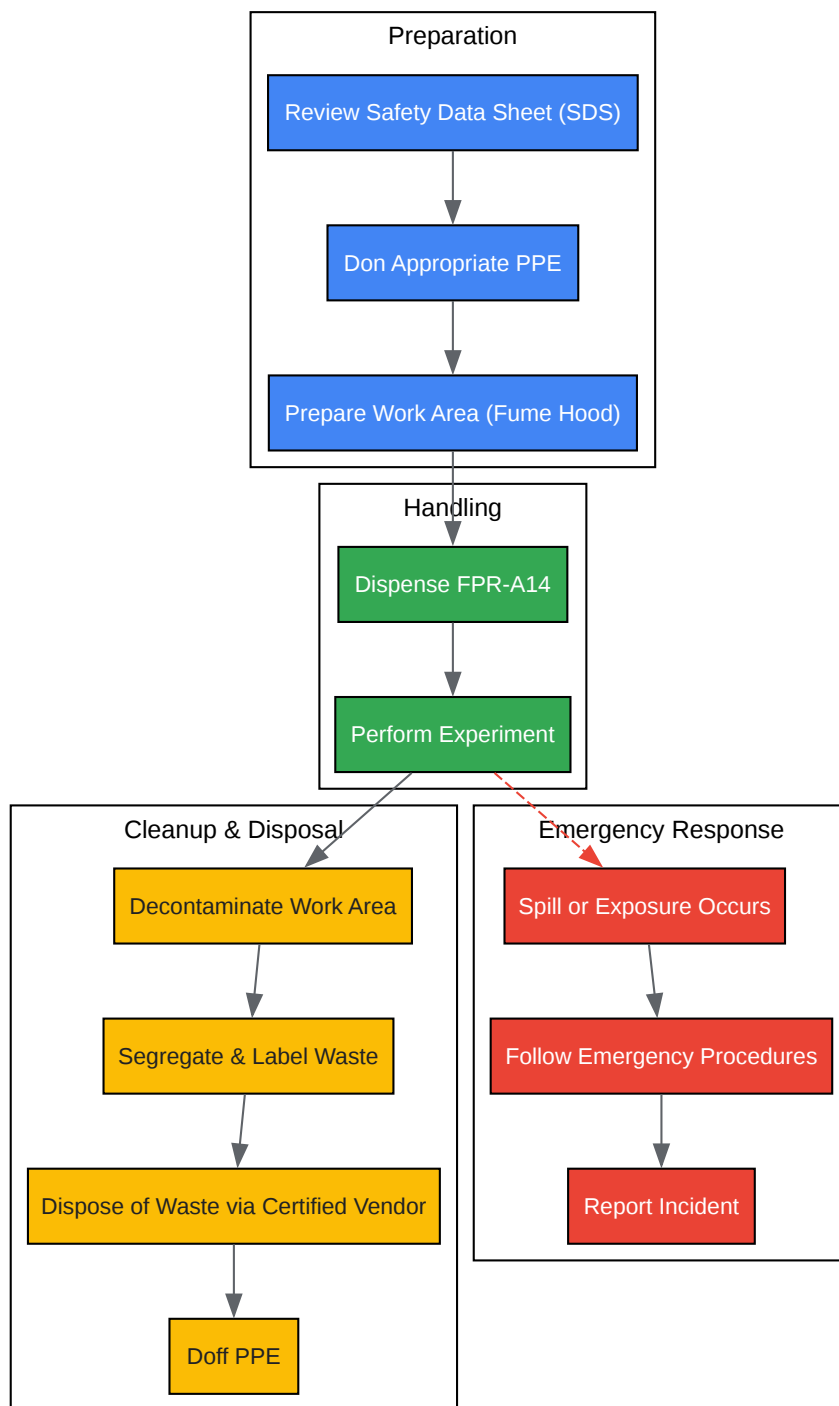 Preparation
Review Safety Data Sheet (SDS)
Don Appropriate PPE
Prepare Work Area (Fume Hood)
Handling
Dispense FPR-A14
Perform Experiment
Cleanup & Disposal
Decontaminate Work Area
Segregate & Label Waste
Dispose of Waste via Certified Vendor
Doff PPE
Emergency Response
Spill or Exposure Occurs
Follow Emergency Procedures
Report Incident